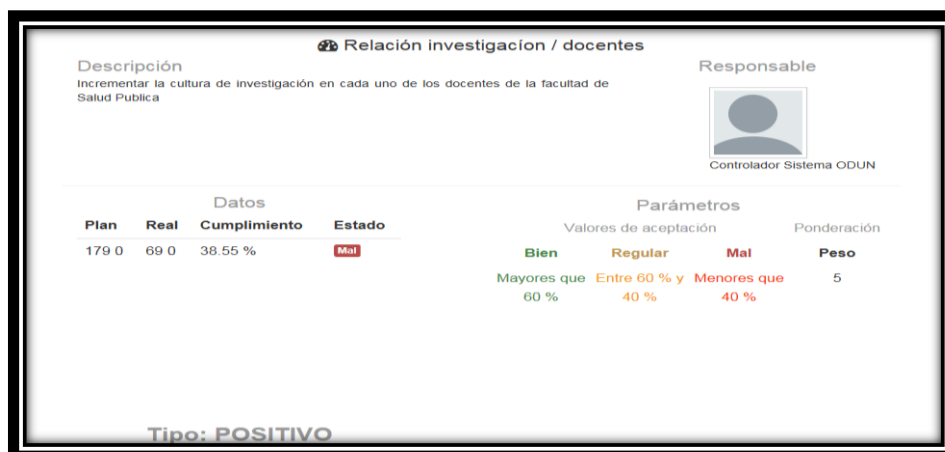 Relación investigacíon / docentes
Descripción
Incrementar la cultura de investigación en cada uno de los docentes de la facultad de
Salud Publica
Responsable
Controlador Sistema ODUN
Datos
Plan Real Cumplimiento Estado
179 0 69 0 38.55 % Mal
Parámetros
Valores de aceptación Ponderación
Bien Regular Mal Peso
Mayores que Entre 60 % y Menores que 5
60 % 40 % 40 %
Tipo: POSITIVO